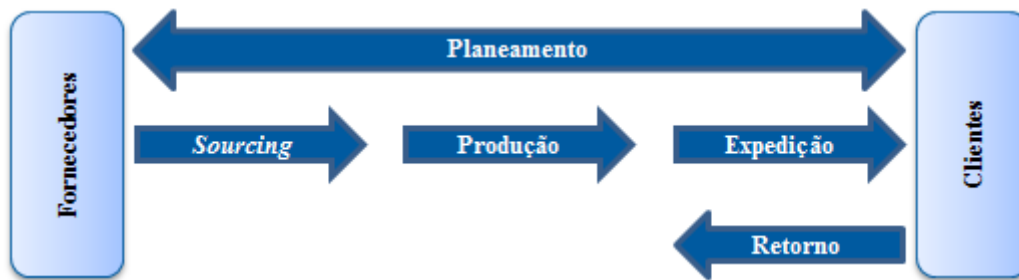 Fornecedores
Planeamento
Sourcing
Produção
Expedição
Retorno
Clientes